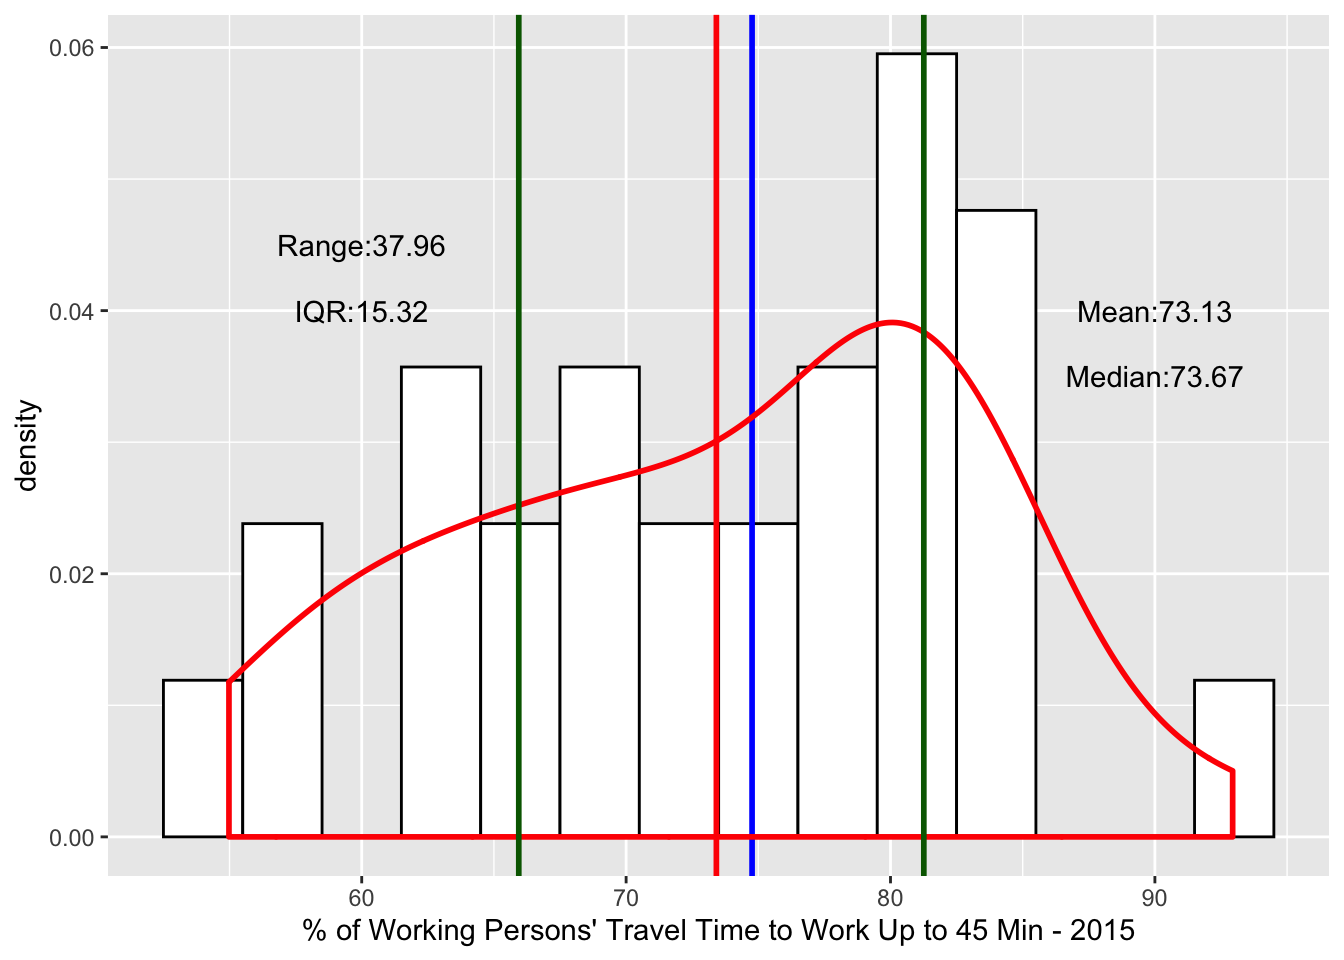 0.06
0.04
0.02
0.00
density
Range:37.96
IQR:15.32
Mean:73.13
Median:73.67
60
70
80
90
% of Working Persons' Travel Time to Work Up to 45 Min - 2015